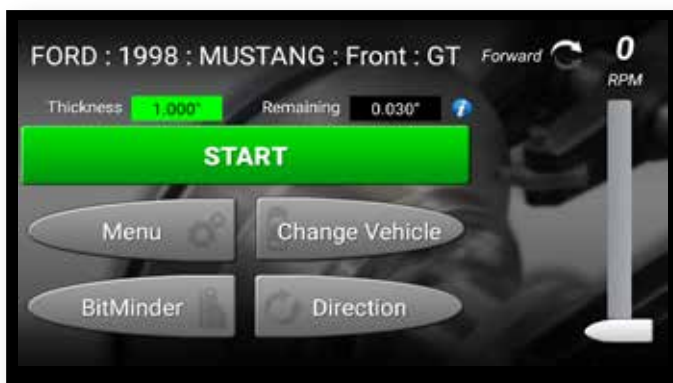 FORD : 1998 : MUSTANG : Front : GT Forward 0
RPM
Thickness 1.000" Remaining 0.030" i
START
Menu Change Vehicle
BitMinder Direction